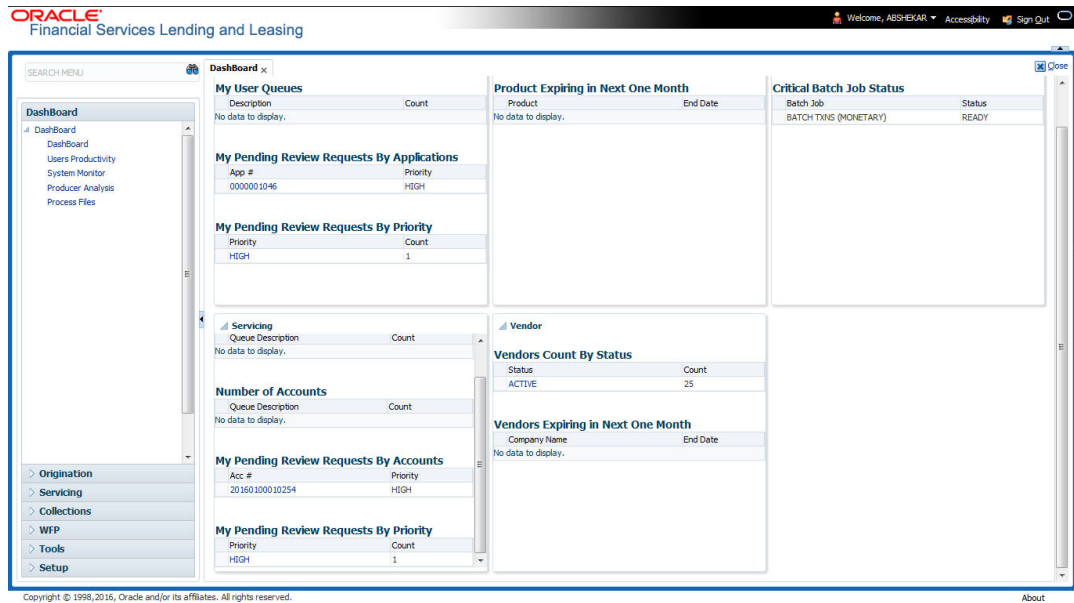 ORACLE
Financial Services Lending and Leasing
Welcome, ABSHEKAR
Accessibility
Sign Out
SEARCH MENU
DashBoard
Close
DashBoard
DashBoard
DashBoard
Users Productivity
System Monitor
Producer Analysis
Process Files
Origination
Servicing
Collections
WFP
Tools
Setup
My User Queues
Description Count
No data to display.
My Pending Review Requests By Applications
App # Priority
0000001046 HIGH
My Pending Review Requests By Priority
Priority Count
HIGH 1
Product Expiring in Next One Month
Product End Date
No data to display.
Critical Batch Job Status
Batch Job Status
BATCH TXNS (MONETARY) READY
Servicing
Queue Description Count
No data to display.
Number of Accounts
Queue Description Count
No data to display.
My Pending Review Requests By Accounts
Acc # Priority
20160100010254 HIGH
My Pending Review Requests By Priority
Priority Count
HIGH 1
Vendor
Vendors Count By Status
Status Count
ACTIVE 25
Vendors Expiring in Next One Month
Company Name End Date
No data to display.
Copyright © 1998,2016, Oracle and/or its affiliates. All rights reserved.
About